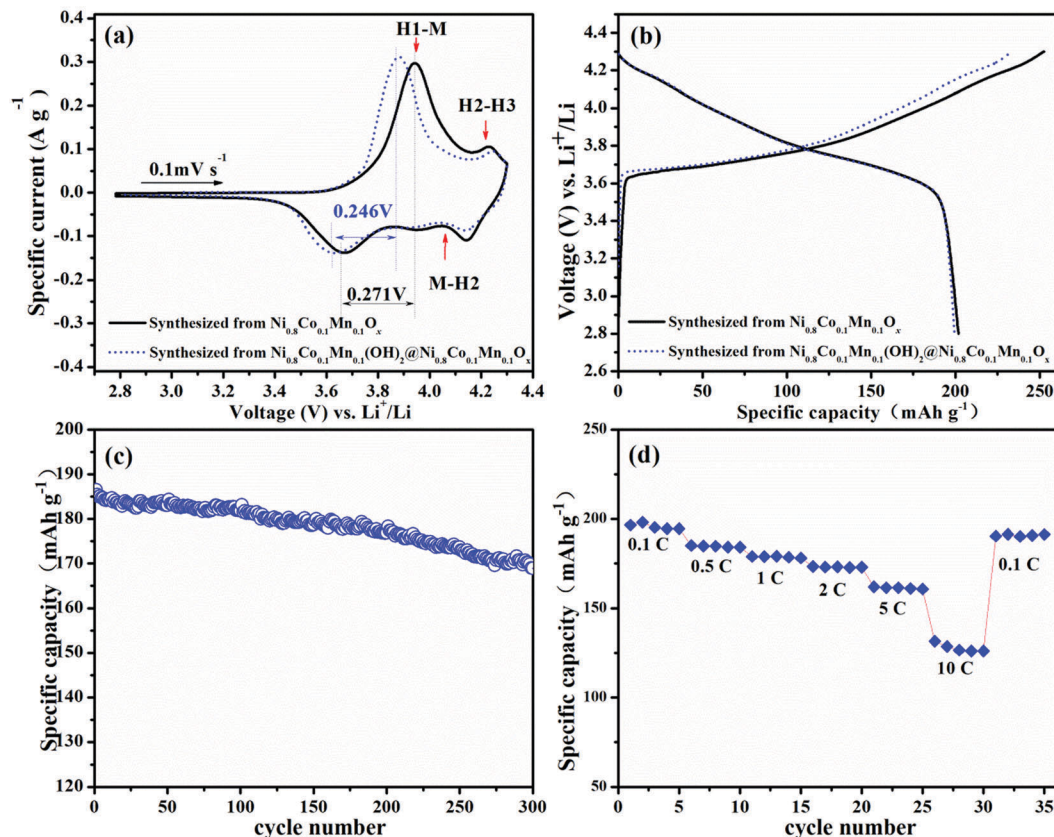 (a)
H1-M
H2-H3
0.1mV s⁻¹
0.246V
M-H2
0.271V
Synthesized from Ni₀.₈Co₀.₁Mn₀.₁Oₓ
Synthesized from Ni₀.₈Co₀.₁Mn₀.₁(OH)₂@Ni₀.₈Co₀.₁Mn₀.₁Oₓ
Specific current (A g⁻¹)
0.4
0.3
0.2
0.1
0.0
-0.1
-0.2
-0.3
-0.4
2.8 3.0 3.2 3.4 3.6 3.8 4.0 4.2 4.4
Voltage (V) vs. Li⁺/Li
(b)
Synthesized from Ni₀.₈Co₀.₁Mn₀.₁Oₓ
Synthesized from Ni₀.₈Co₀.₁Mn₀.₁(OH)₂@Ni₀.₈Co₀.₁Mn₀.₁Oₓ
Voltage (V) vs. Li⁺/Li
4.4
4.2
4.0
3.8
3.6
3.4
3.2
3.0
2.8
2.6
0 50 100 150 200 250
Specific capacity（mAh g⁻¹)
(c)
Specific capacity（mAh g⁻¹)
200
190
180
170
160
150
140
130
120
0 25 50 75 100 125 150 175 200 225 250 275 300
cycle number
(d)
0.1 C
0.5 C
1 C
2 C
5 C
10 C
0.1 C
Specific capacity（mAh g⁻¹)
250
200
150
100
50
0 5 10 15 20 25 30 35
cycle number